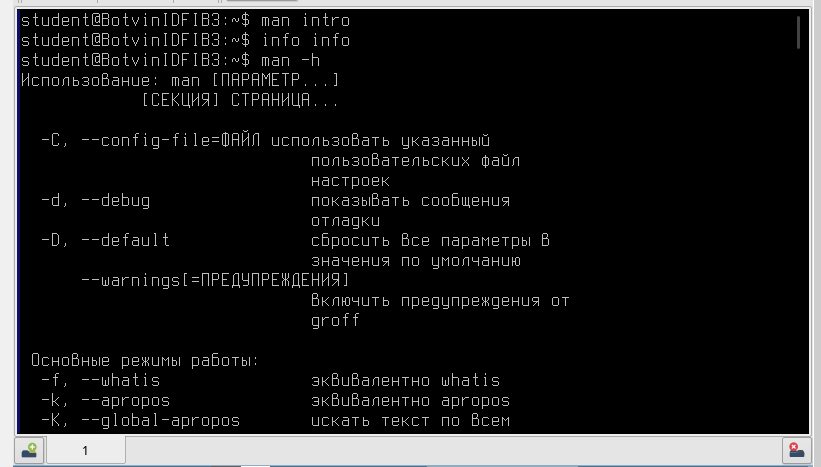 student@BotvinIDFIB3:~$ man intro
student@BotvinIDFIB3:~$ info info
student@BotvinIDFIB3:~$ man -h
Использование: man [ПАРАМЕТР...]
[СЕКЦИЯ] СТРАНИЦА...
-C, --config-file=ФАЙЛ использовать указанный
пользовательских файл
настроек
-d, --debug показывать сообщения
отладки
-D, --default сбросить все параметры в
значения по умолчанию
--warnings[=ПРЕДУПРЕЖДЕНИЯ]
включить предупреждения от
groff
Основные режимы работы:
-f, --whatis эквивалентно whatis
-k, --apropos эквивалентно apropos
-K, --global-apropos искать текст по всем
1